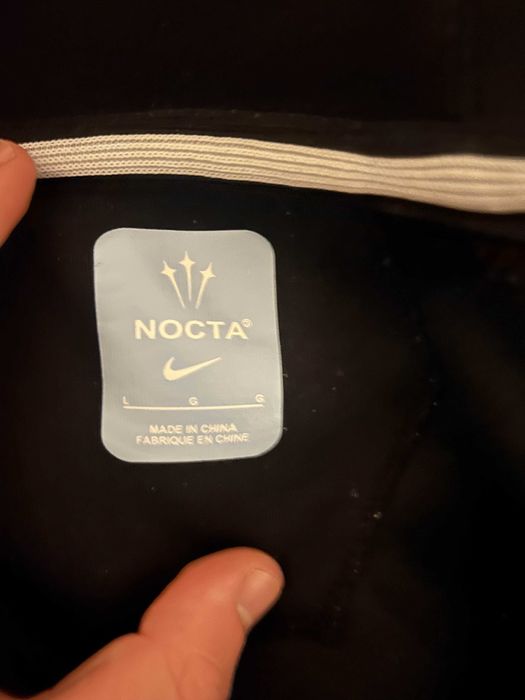 NOCTA®
L G G
MADE IN CHINA
FABRIQUE EN CHINE